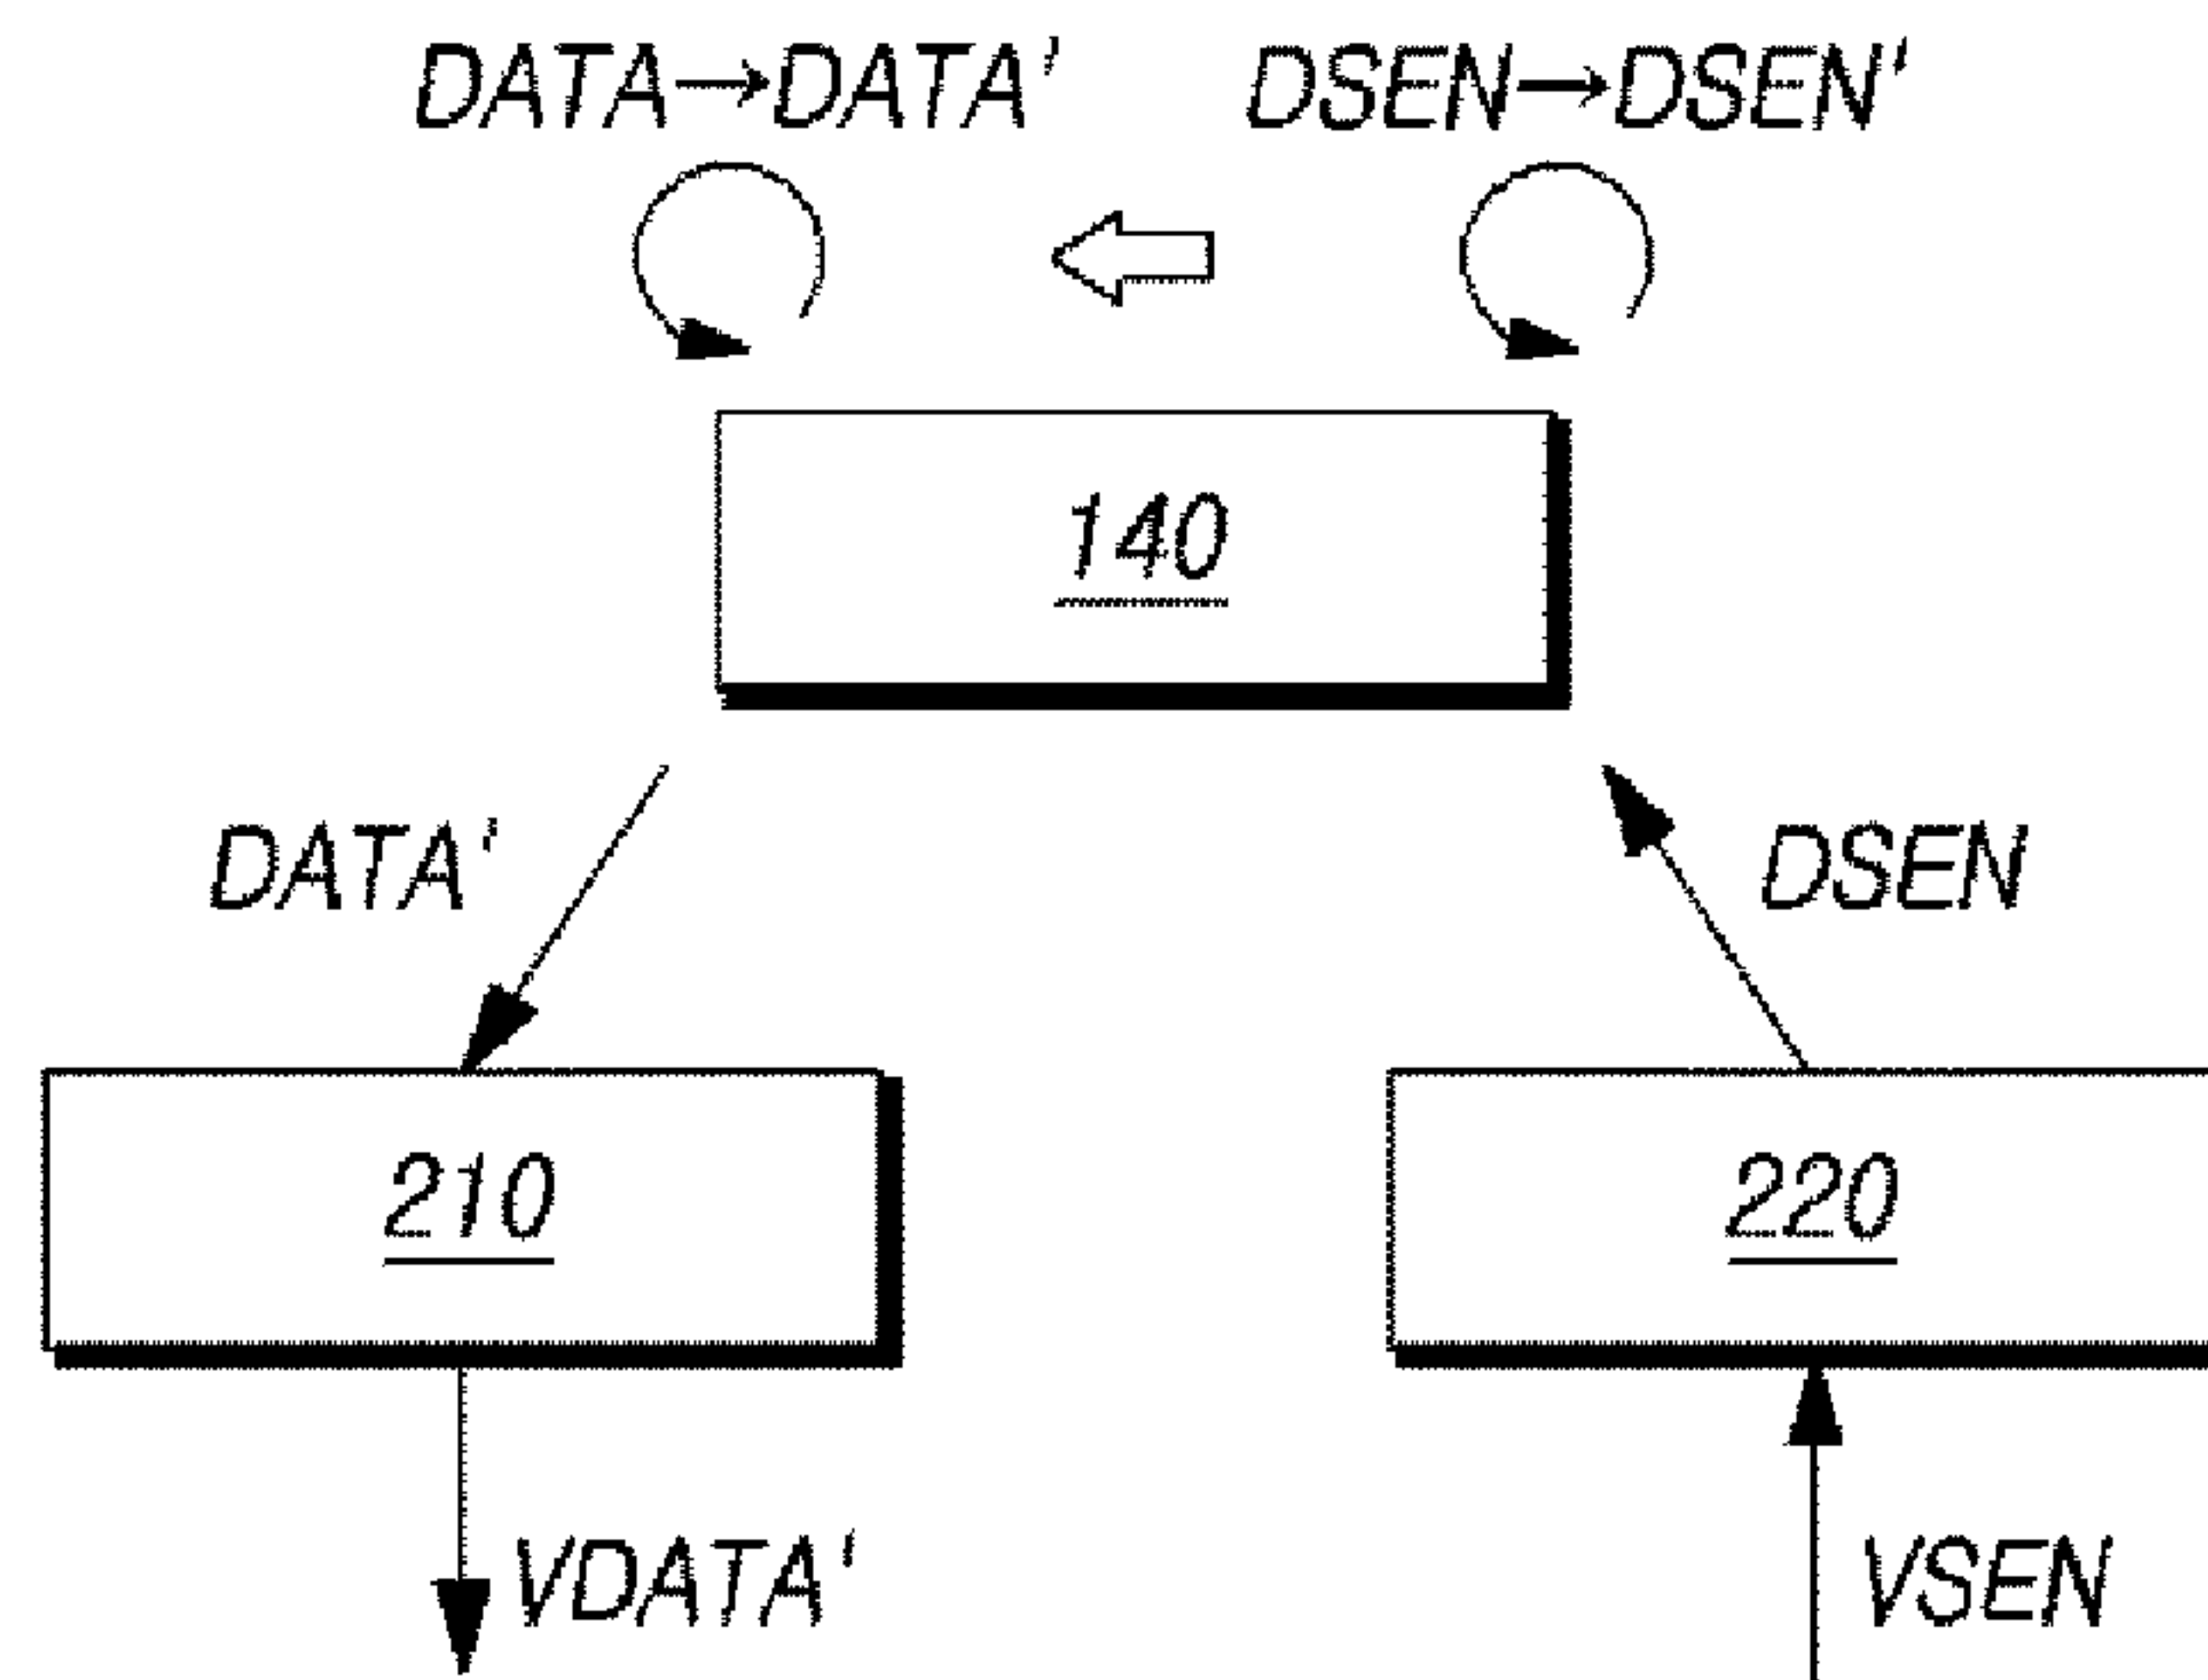 DATA→DATA' DSEN→DSEN'
140
DATA' DSEN
210 220
VDATA' VSEN